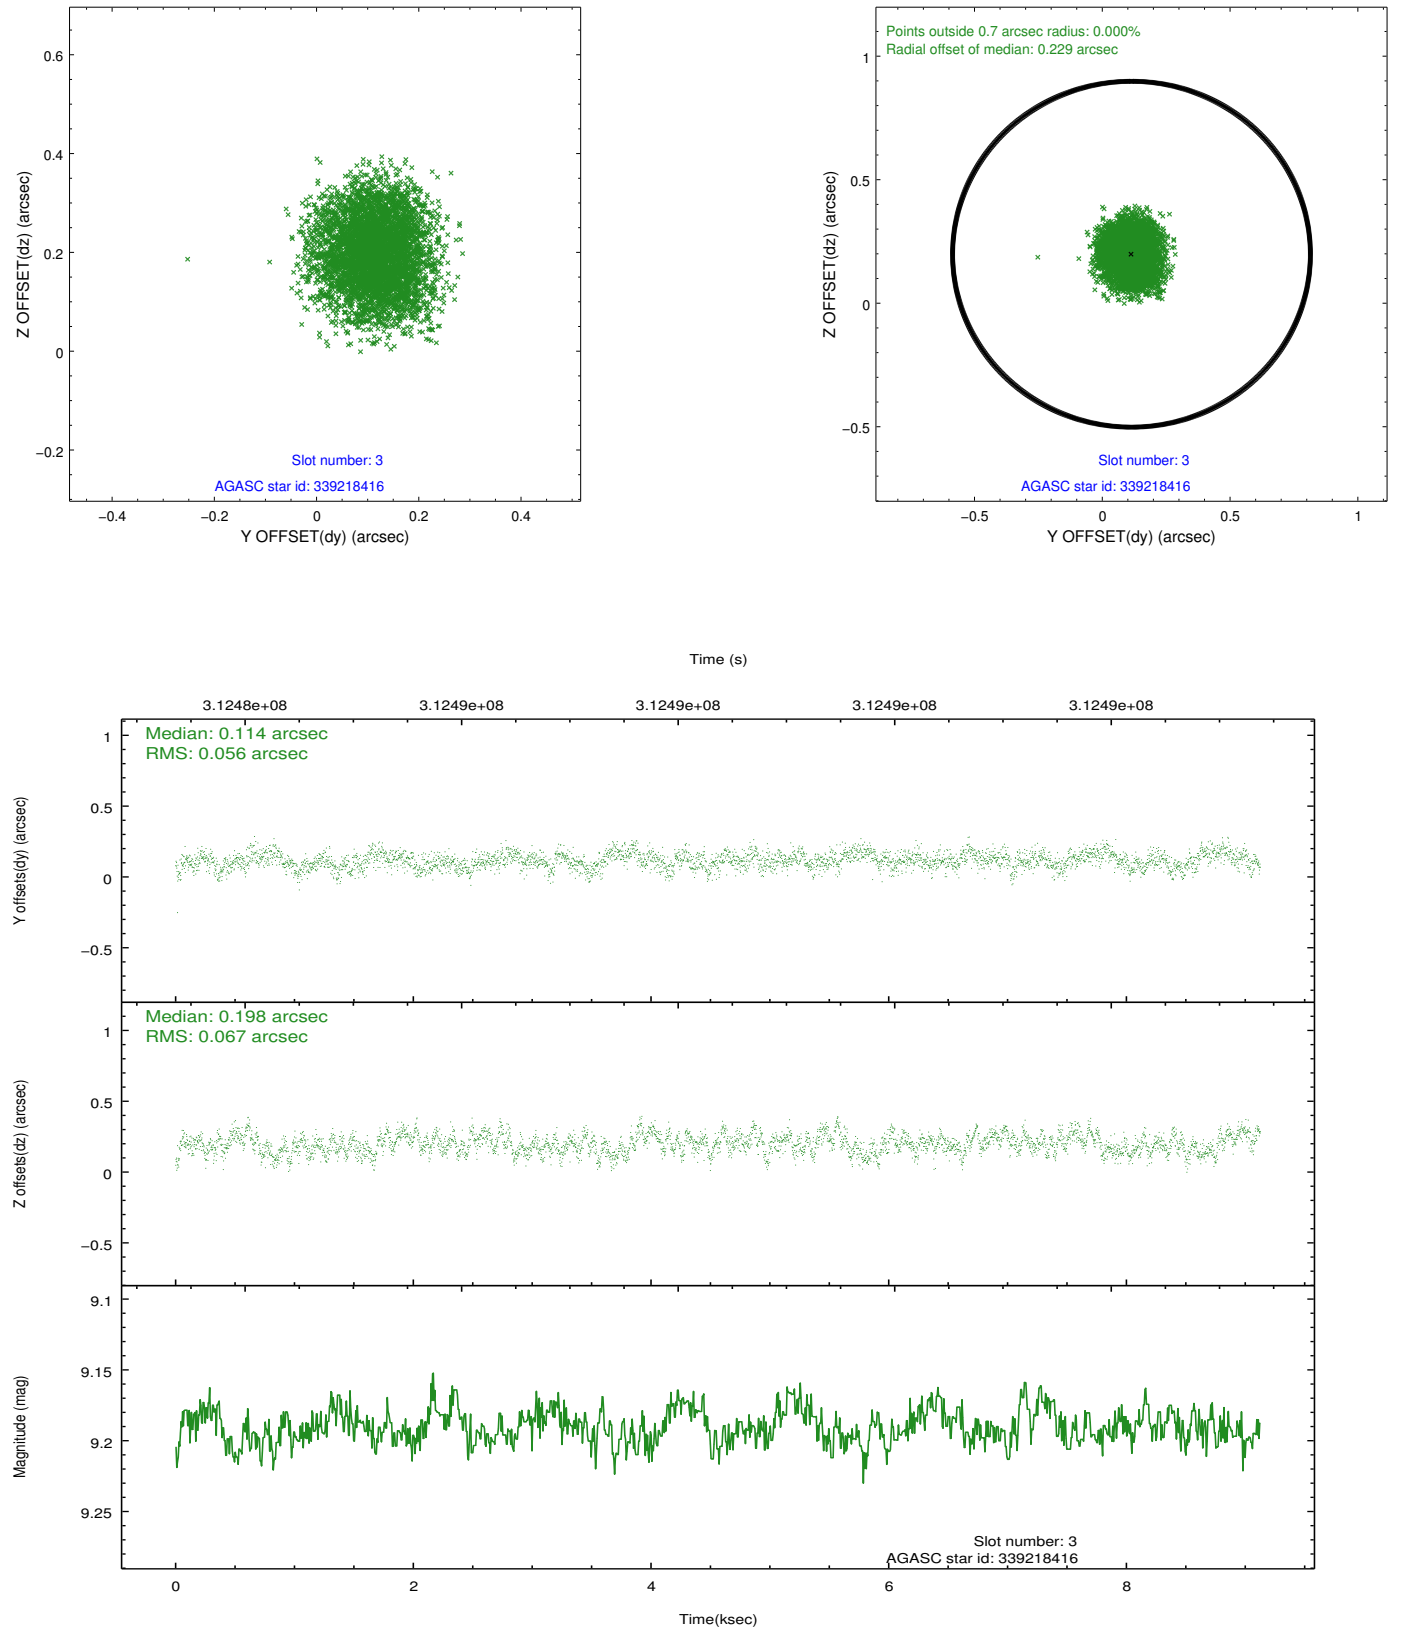 0.6
0.4
0.2
0
−0.2
Z OFFSET(dz) (arcsec)
Slot number: 3
AGASC star id: 339218416
−0.4 −0.2 0 0.2 0.4
Y OFFSET(dy) (arcsec)
Points outside 0.7 arcsec radius: 0.000%
Radial offset of median: 0.229 arcsec
1
0.5
0
−0.5
Z OFFSET(dz) (arcsec)
Slot number: 3
AGASC star id: 339218416
−0.5 0 0.5 1
Y OFFSET(dy) (arcsec)
Time (s)
3.1248e+08 3.1249e+08 3.1249e+08 3.1249e+08 3.1249e+08
Median: 0.114 arcsec
RMS: 0.056 arcsec
1
0.5
0
−0.5
Y offsets(dy) (arcsec)
Median: 0.198 arcsec
RMS: 0.067 arcsec
1
0.5
0
−0.5
Z offsets(dz) (arcsec)
9.1
9.15
9.2
9.25
Magnitude (mag)
Slot number: 3
AGASC star id: 339218416
0 2 4 6 8
Time(ksec)